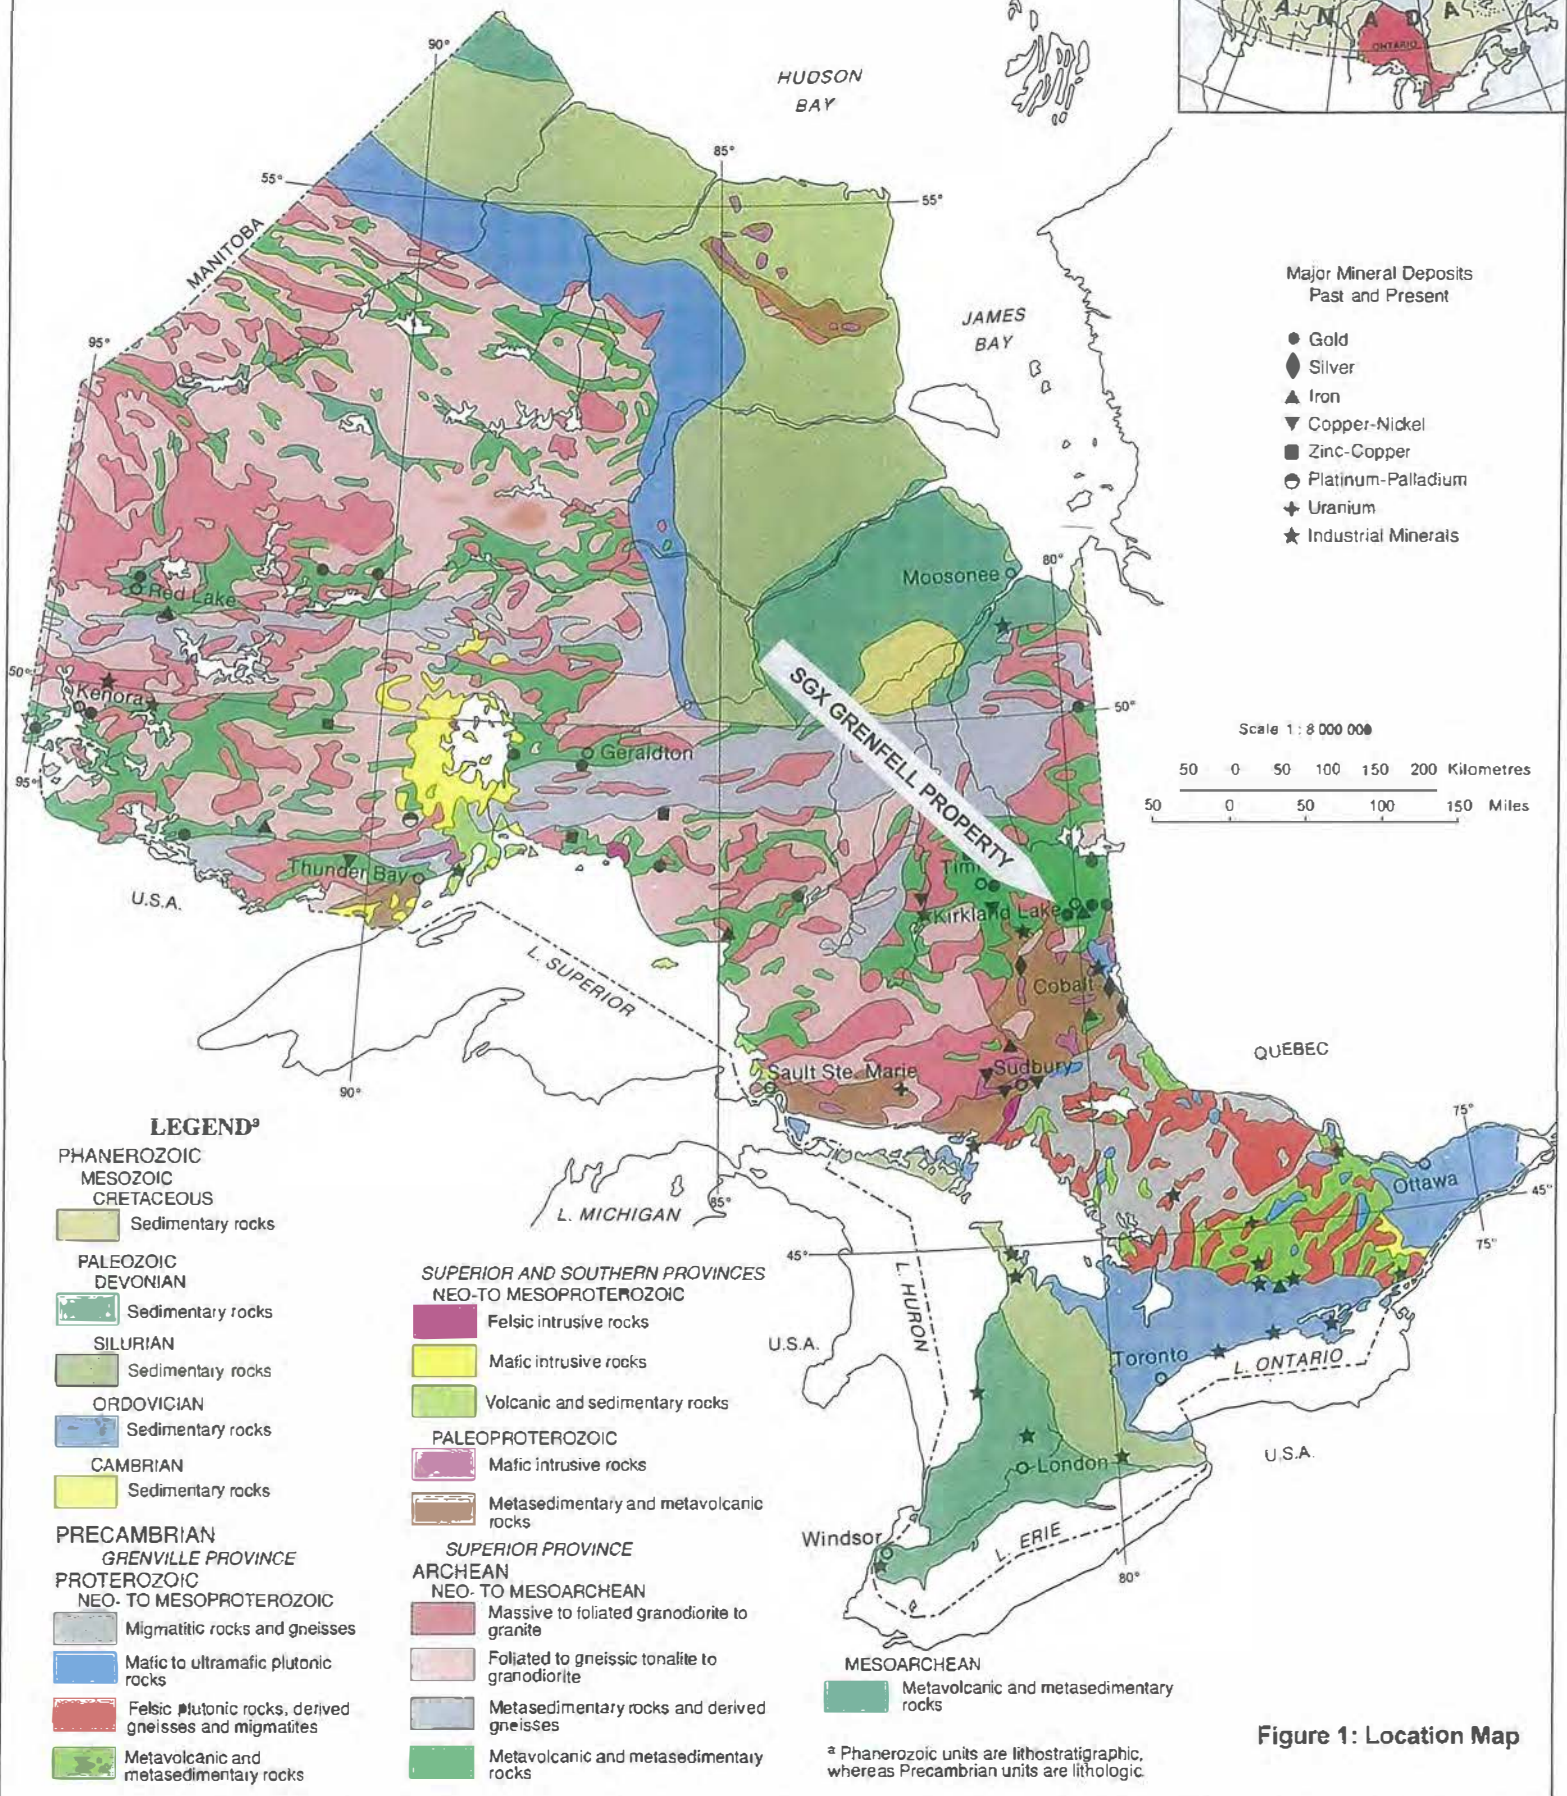 C A N A D A
ONTARIO
90°
HUDSON
BAY
85°
55°
55°
MANITOBA
JAMES
BAY
95°
Major Mineral Deposits
Past and Present
Gold
Silver
Iron
Copper-Nickel
Zinc-Copper
Platinum-Palladium
Uranium
Industrial Minerals
80°
Moosonee
Red Lake
50°
Kenora
SGX GRENFELL PROPERTY
50°
Scale 1 : 8 000 000
50 0 50 100 150 200 Kilometres
50 0 50 100 150 Miles
Geraldton
95°
Thunder Bay
Tim
Kirkland Lake
U.S.A.
L. SUPERIOR
Cobalt
QUEBEC
Sault Ste. Marie
Sudbury
90°
75°
Ottawa
45°
75°
85°
L. MICHIGAN
45°
L. HURON
U.S.A.
Toronto
L. ONTARIO
U.S.A.
London
Windsor
L. ERIE
80°
LEGENDª
PHANEROZOIC
MESOZOIC
CRETACEOUS
Sedimentary rocks
PALEOZOIC
DEVONIAN
Sedimentary rocks
SILURIAN
Sedimentary rocks
ORDOVICIAN
Sedimentary rocks
CAMBRIAN
Sedimentary rocks
PRECAMBRIAN
GRENVILLE PROVINCE
PROTEROZOIC
NEO- TO MESOPROTEROZOIC
Migmatitic rocks and gneisses
Mafic to ultramafic plutonic
rocks
Felsic plutonic rocks, derived
gneisses and migmatites
Metavolcanic and
metasedimentary rocks
SUPERIOR AND SOUTHERN PROVINCES
NEO-TO MESOPROTEROZOIC
Felsic intrusive rocks
Mafic intrusive rocks
Volcanic and sedimentary rocks
PALEOPROTEROZOIC
Mafic intrusive rocks
Metasedimentary and metavolcanic
rocks
SUPERIOR PROVINCE
ARCHEAN
NEO- TO MESOARCHEAN
Massive to foliated granodiorite to
granite
Foliated to gneissic tonalite to
granodiorite
Metasedimentary rocks and derived
gneisses
Metavolcanic and metasedimentary
rocks
MESOARCHEAN
Metavolcanic and metasedimentary
rocks
ª Phanerozoic units are lithostratigraphic,
whereas Precambrian units are lithologic.
Figure 1: Location Map